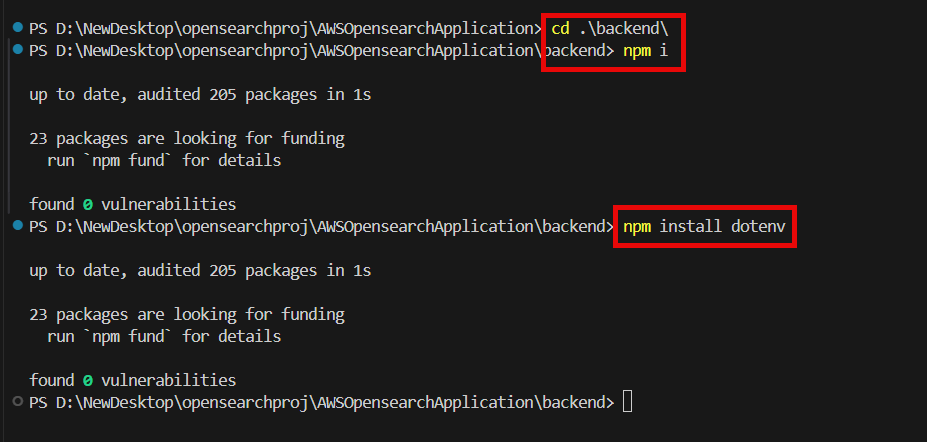 PS D:\NewDesktop\opensearchproj\AWSOpensearchApplication> cd .\backend\
PS D:\NewDesktop\opensearchproj\AWSOpensearchApplication\backend> npm i
up to date, audited 205 packages in 1s
23 packages are looking for funding
  run `npm fund` for details
found 0 vulnerabilities
PS D:\NewDesktop\opensearchproj\AWSOpensearchApplication\backend> npm install dotenv
up to date, audited 205 packages in 1s
23 packages are looking for funding
  run `npm fund` for details
found 0 vulnerabilities
PS D:\NewDesktop\opensearchproj\AWSOpensearchApplication\backend>